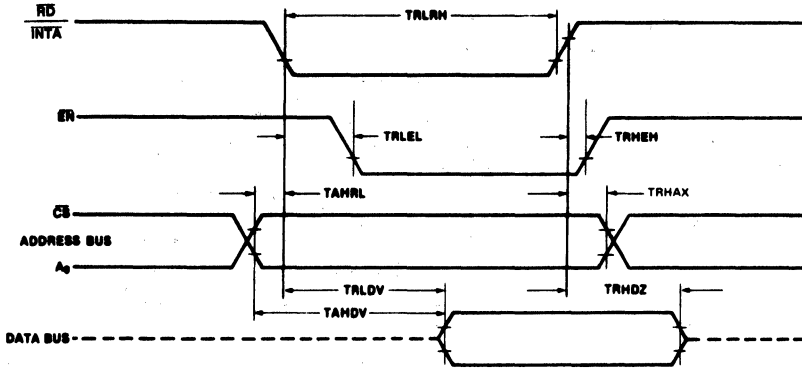 RD
INTA
TRLRH
EN
TRLEL
TRHEH
TAHRL
TRHAX
CS
ADDRESS BUS
A0
TRLDV
TRHDZ
TAHDV
DATA BUS